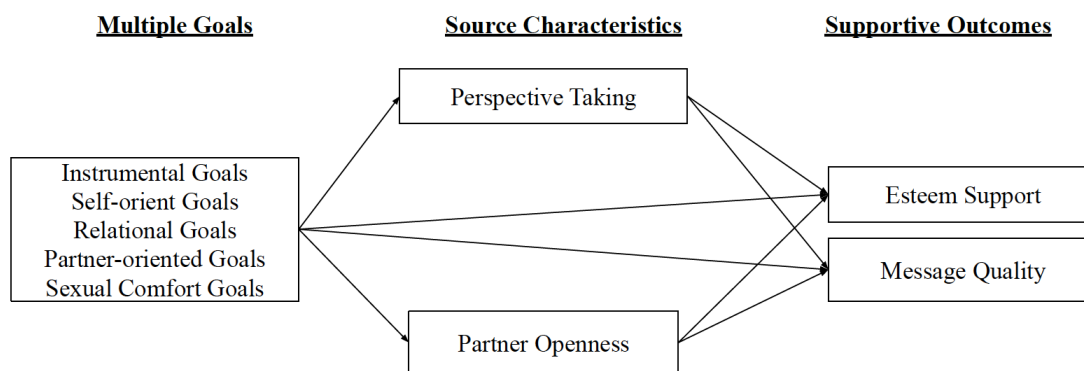 Multiple Goals
Source Characteristics
Supportive Outcomes
Perspective Taking
Instrumental Goals
Self-orient Goals
Relational Goals
Partner-oriented Goals
Sexual Comfort Goals
Esteem Support
Message Quality
Partner Openness